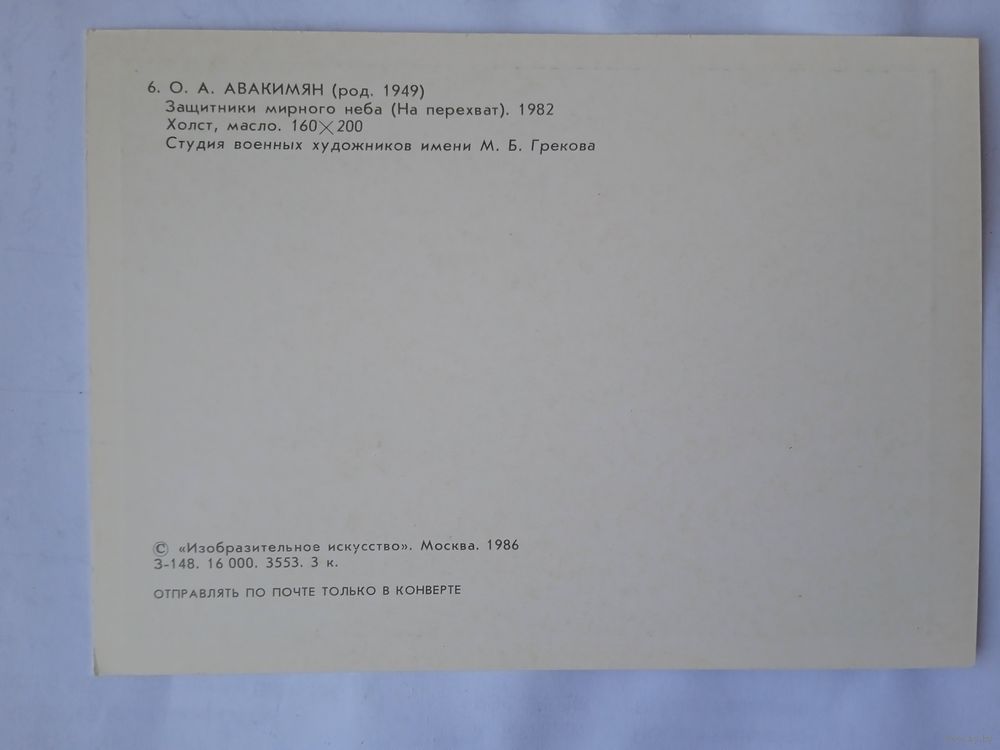 6. О. А. АВАКИМЯН (род. 1949)
Защитники мирного неба (На перехват). 1982
Холст, масло. 160×200
Студия военных художников имени М. Б. Грекова
© «Изобразительное искусство». Москва. 1986
3-148. 16 000. 3553. 3 к.
ОТПРАВЛЯТЬ ПО ПОЧТЕ ТОЛЬКО В КОНВЕРТЕ